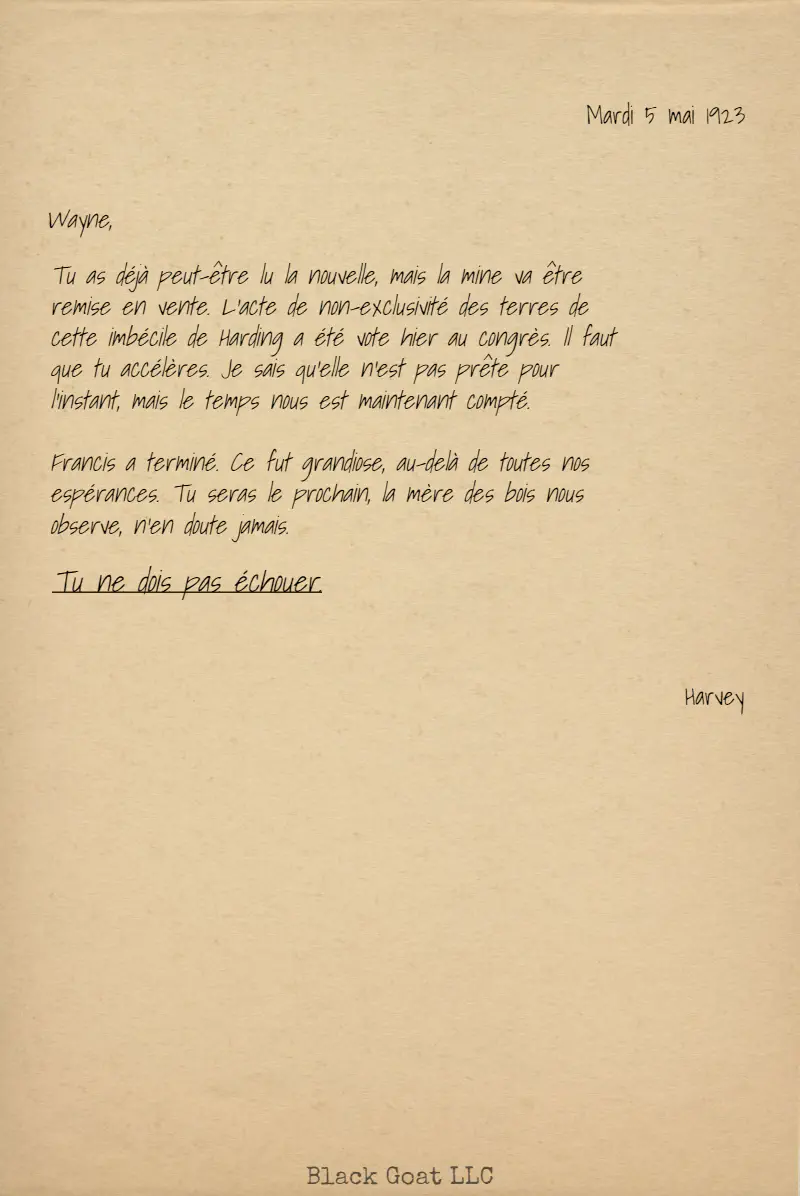 Mardi 5 mai 1923
Wayne,
Tu as déjà peut-être lu la nouvelle, mais la mine va être
remise en vente. L'acte de non-exclusivité des terres de
cette imbécile de Harding a été vote hier au congrès. Il faut
que tu accélères. Je sais qu'elle n'est pas prête pour
l'instant, mais le temps nous est maintenant compté.
Francis a terminé. Ce fut grandiose, au-delà de toutes nos
espérances. Tu seras le prochain, la mère des bois nous
observe, n'en doute jamais.
Tu ne dois pas échouer.
Harvey
Black Goat LLC